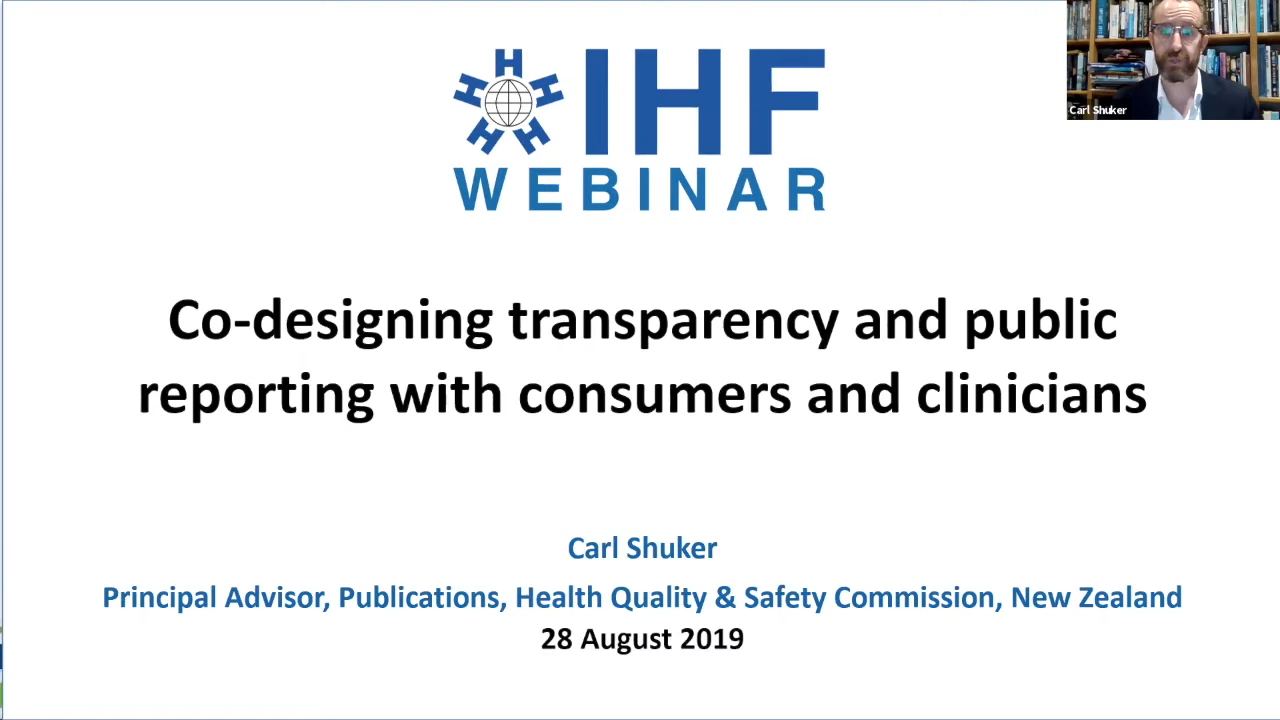 IHF
WEBINAR
Carl Shuker
Co-designing transparency and public
reporting with consumers and clinicians
Carl Shuker
Principal Advisor, Publications, Health Quality & Safety Commission, New Zealand
28 August 2019